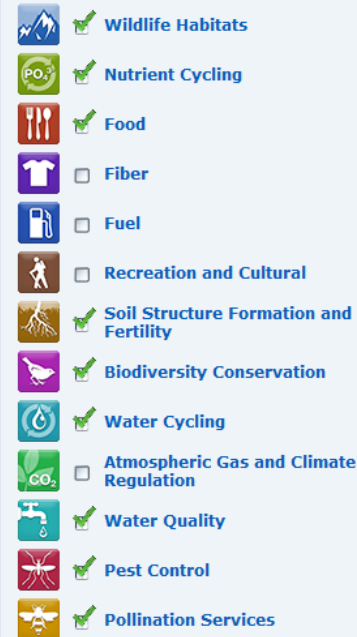 Wildlife Habitats
PO₄³⁻
Nutrient Cycling
Food
Fiber
Fuel
Recreation and Cultural
Soil Structure Formation and
Fertility
Biodiversity Conservation
Water Cycling
Atmospheric Gas and Climate
Regulation
CO₂
Water Quality
Pest Control
Pollination Services